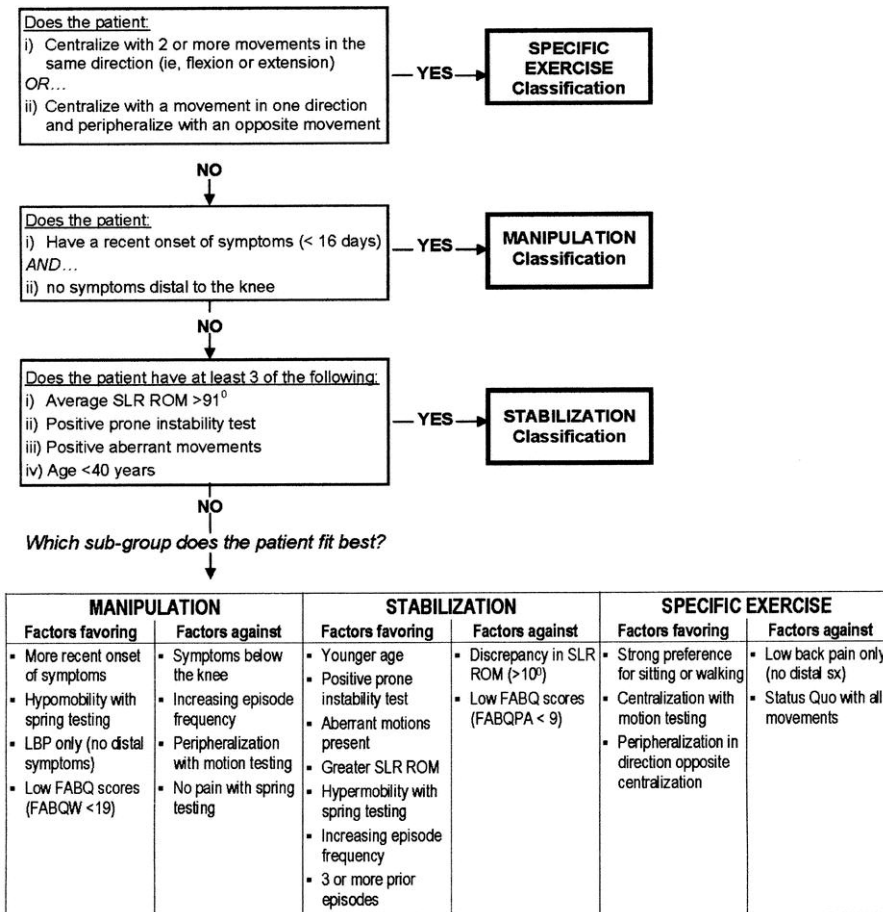 Does the patient:
i) Centralize with 2 or more movements in the
same direction (ie, flexion or extension)
OR...
ii) Centralize with a movement in one direction
and peripheralize with an opposite movement
YES
SPECIFIC
EXERCISE
Classification
NO
Does the patient:
i) Have a recent onset of symptoms (< 16 days)
AND...
ii) no symptoms distal to the knee
YES
MANIPULATION
Classification
NO
Does the patient have at least 3 of the following:
i) Average SLR ROM >91⁰
ii) Positive prone instability test
iii) Positive aberrant movements
iv) Age <40 years
YES
STABILIZATION
Classification
NO
Which sub-group does the patient fit best?
MANIPULATION
Factors favoring
▪ More recent onset
of symptoms
▪ Hypomobility with
spring testing
▪ LBP only (no distal
symptoms)
▪ Low FABQ scores
(FABQW <19)
Factors against
▪ Symptoms below
the knee
▪ Increasing episode
frequency
▪ Peripheralization
with motion testing
▪ No pain with spring
testing
STABILIZATION
Factors favoring
▪ Younger age
▪ Positive prone
instability test
▪ Aberrant motions
present
▪ Greater SLR ROM
▪ Hypermobility with
spring testing
▪ Increasing episode
frequency
▪ 3 or more prior
episodes
Factors against
▪ Discrepancy in SLR
ROM (>10⁰)
▪ Low FABQ scores
(FABQPA < 9)
SPECIFIC EXERCISE
Factors favoring
▪ Strong preference
for sitting or walking
▪ Centralization with
motion testing
▪ Peripheralization in
direction opposite
centralization
Factors against
▪ Low back pain only
(no distal sx)
▪ Status Quo with all
movements